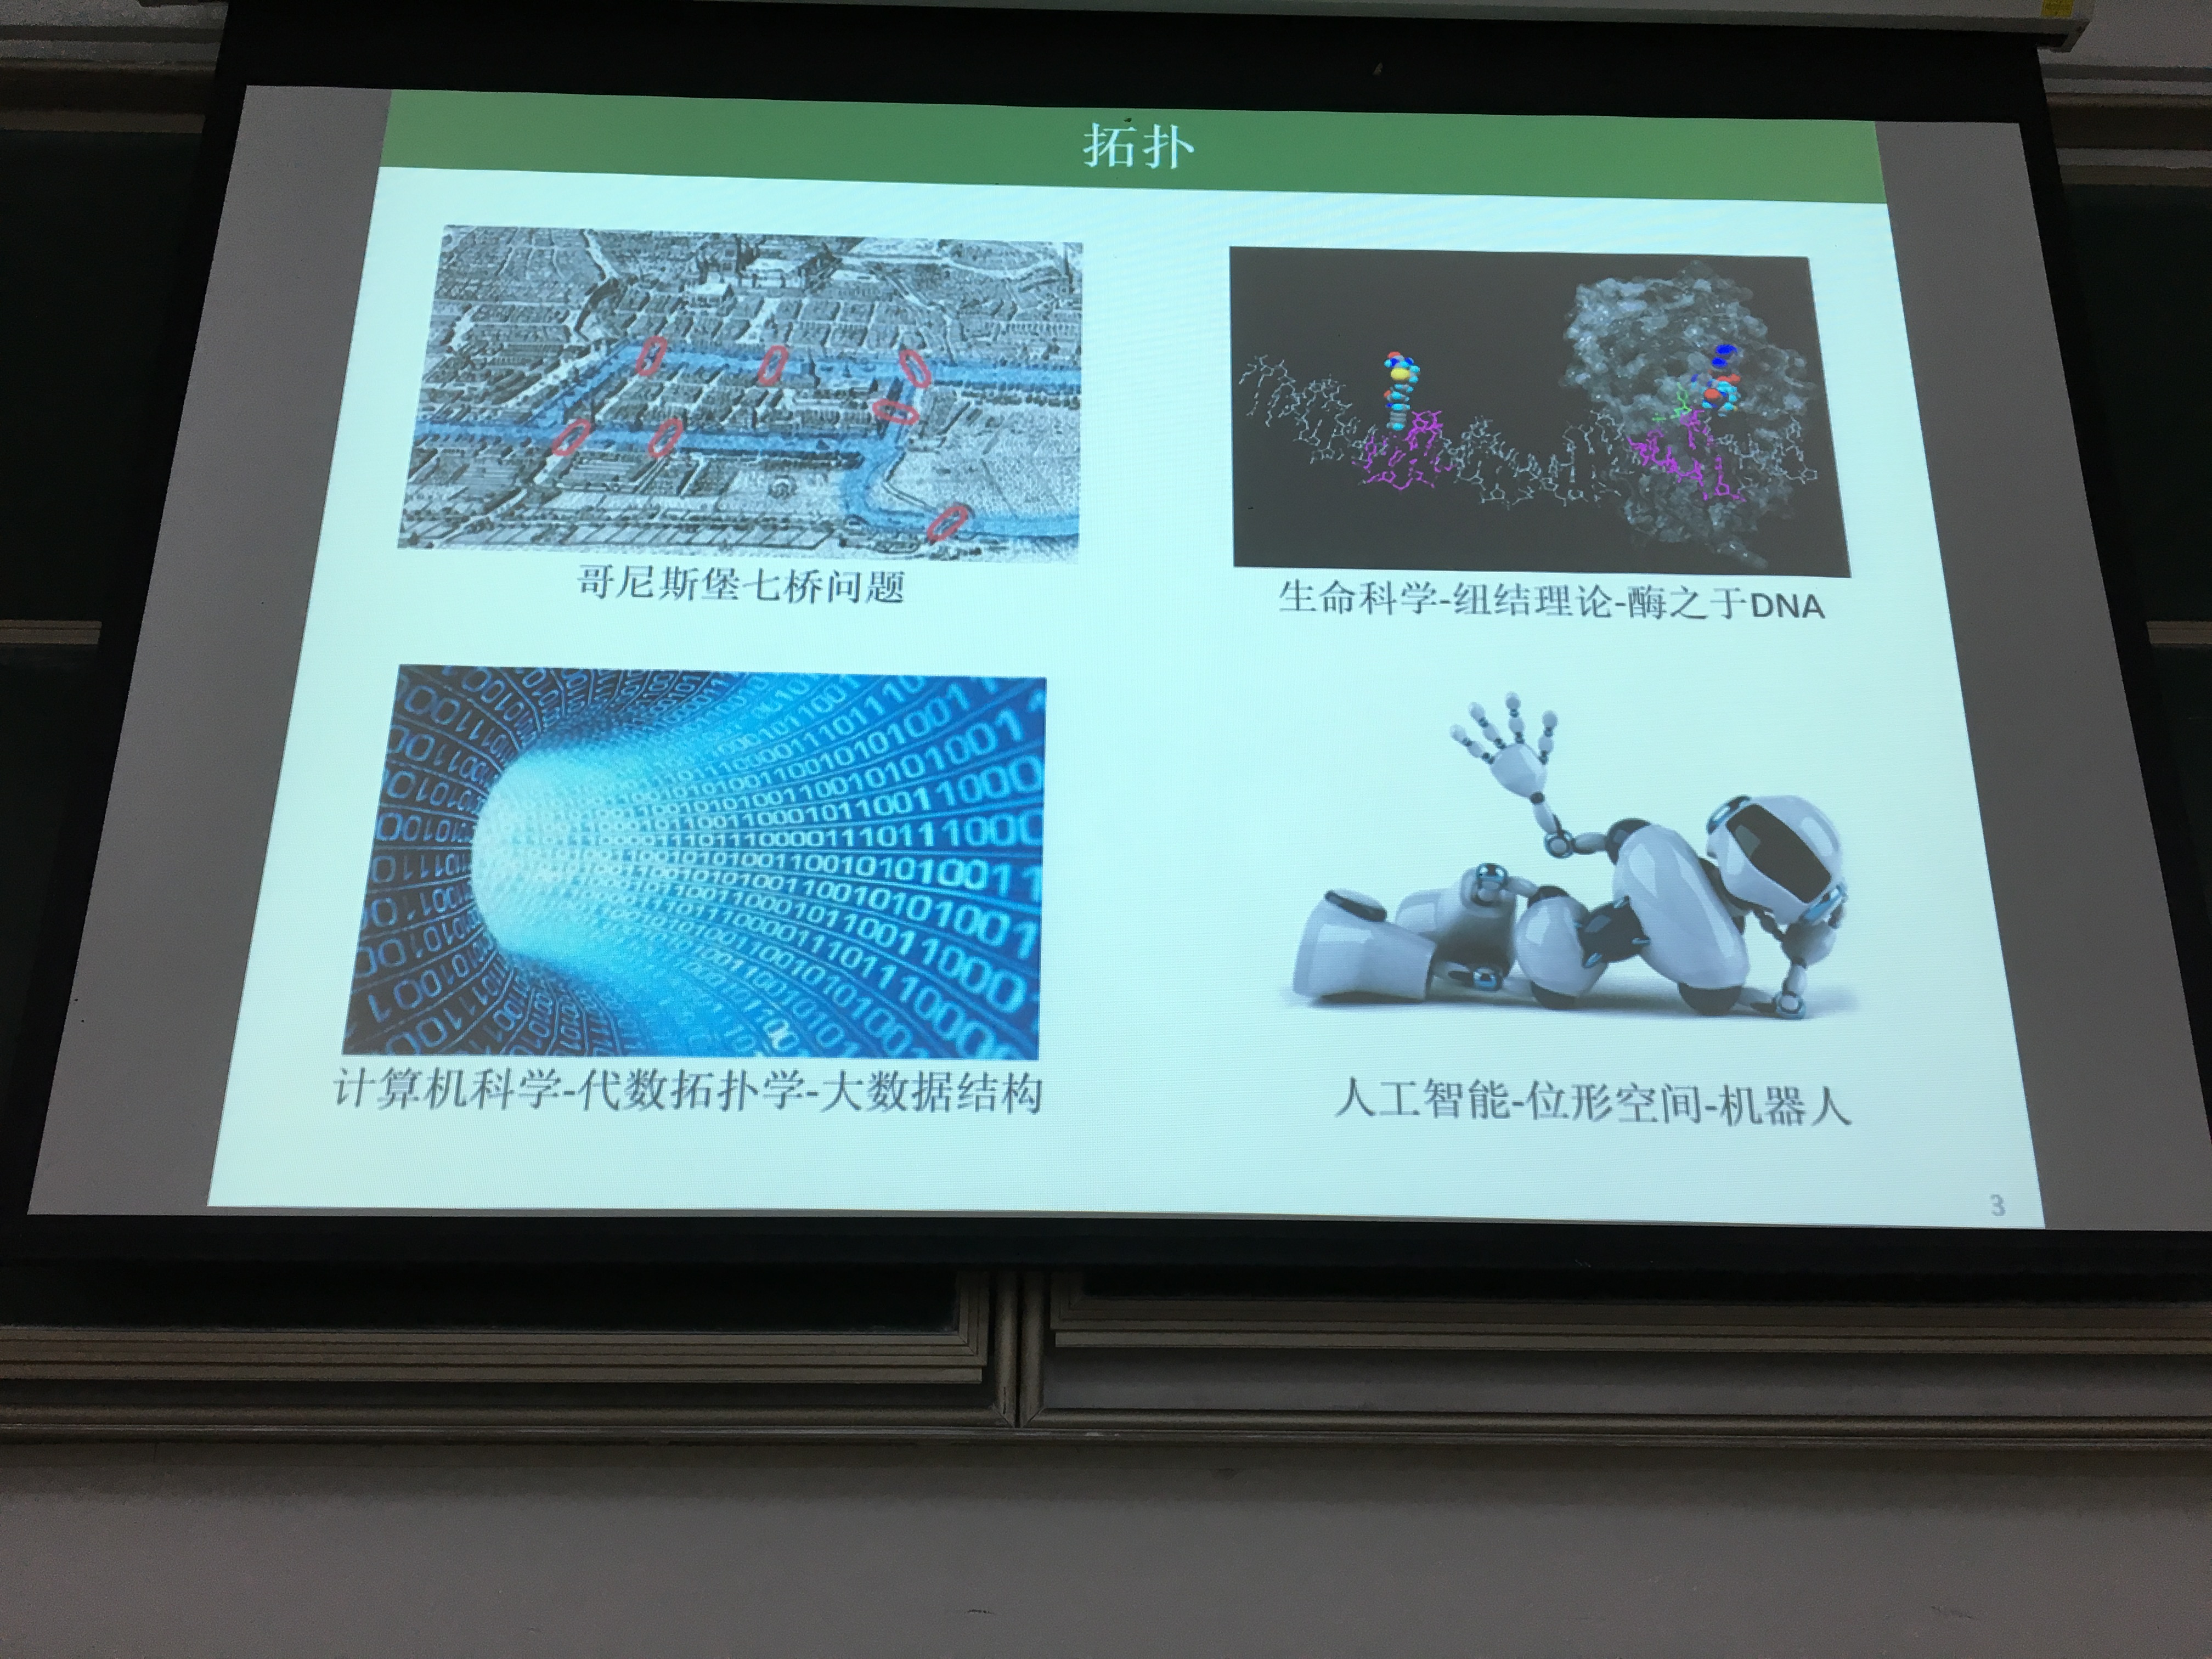 拓扑
哥尼斯堡七桥问题
生命科学-纽结理论-酶之于DNA
计算机科学-代数拓扑学-大数据结构
人工智能-位形空间-机器人
3